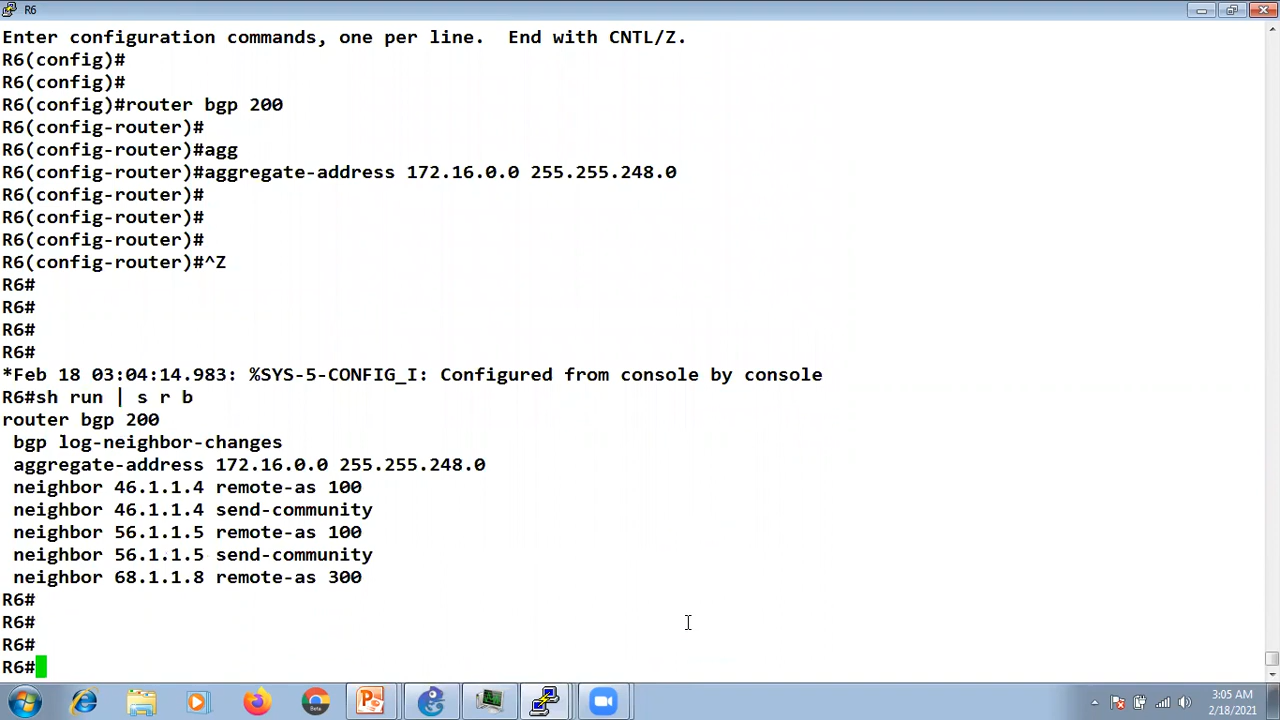 R6
Enter configuration commands, one per line.  End with CNTL/Z.
R6(config)#
R6(config)#
R6(config)#router bgp 200
R6(config-router)#
R6(config-router)#agg
R6(config-router)#aggregate-address 172.16.0.0 255.255.248.0
R6(config-router)#
R6(config-router)#
R6(config-router)#
R6(config-router)#^Z
R6#
R6#
R6#
R6#
*Feb 18 03:04:14.983: %SYS-5-CONFIG_I: Configured from console by console
R6#sh run | s r b
router bgp 200
 bgp log-neighbor-changes
 aggregate-address 172.16.0.0 255.255.248.0
 neighbor 46.1.1.4 remote-as 100
 neighbor 46.1.1.4 send-community
 neighbor 56.1.1.5 remote-as 100
 neighbor 56.1.1.5 send-community
 neighbor 68.1.1.8 remote-as 300
R6#
R6#
R6#
R6#
Beta
3:05 AM
2/18/2021